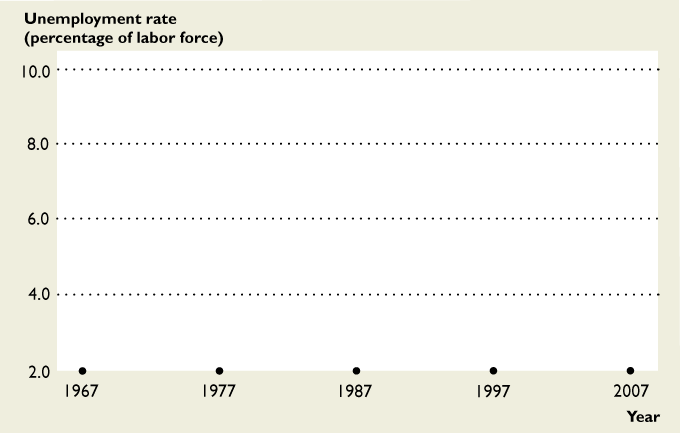 Unemployment rate
(percentage of labor force)
10.0
8.0
6.0
4.0
2.0
1967 1977 1987 1997 2007
Year